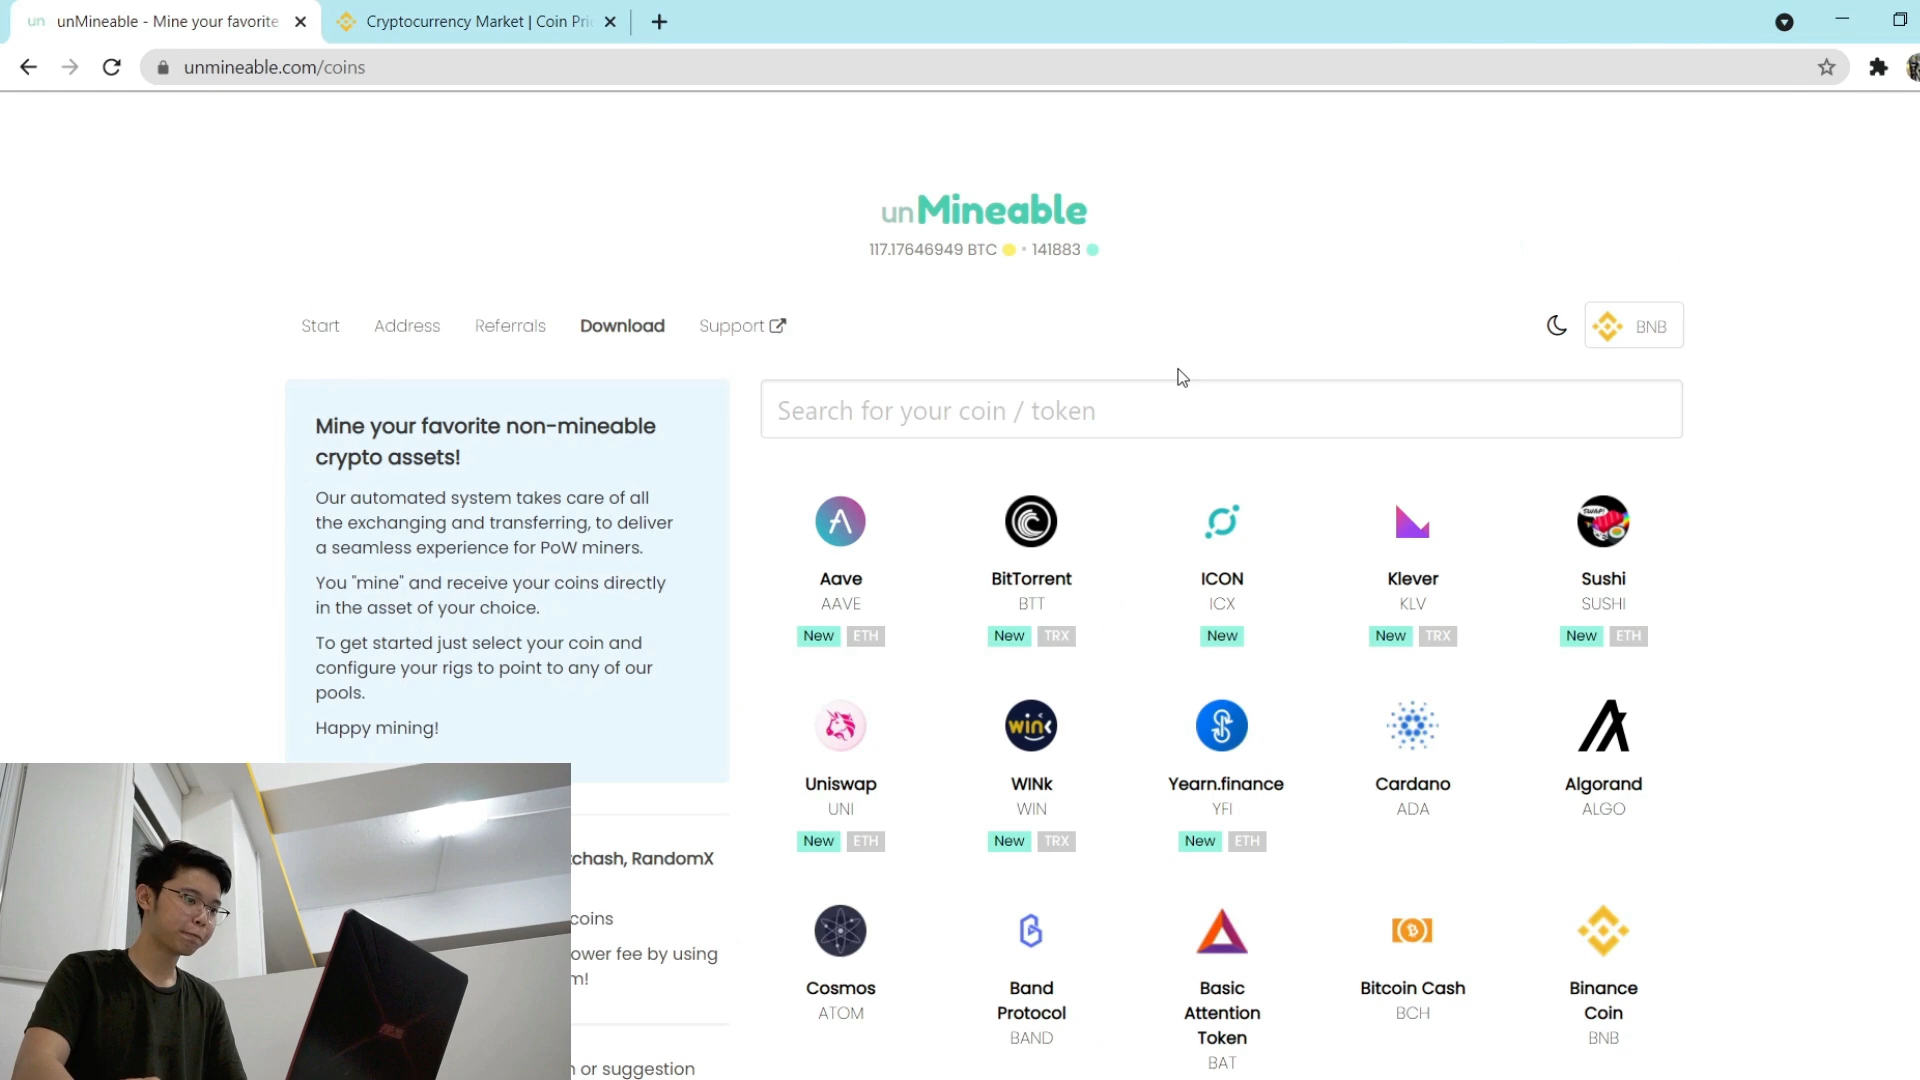 un unMineable - Mine your favorite
Cryptocurrency Market | Coin Pri
unmineable.com/coins
unMineable
117.17646949 BTC • 141883
Start Address Referrals Download Support
BNB
Mine your favorite non-mineable
crypto assets!
Our automated system takes care of all
the exchanging and transferring, to deliver
a seamless experience for PoW miners.
You "mine" and receive your coins directly
in the asset of your choice.
To get started just select your coin and
configure your rigs to point to any of our
pools.
Happy mining!
chash, RandomX
coins
ower fee by using
m!
n or suggestion
Search for your coin / token
Aave
AAVE
New ETH
BitTorrent
BTT
New TRX
ICON
ICX
New
Klever
KLV
New TRX
SWAP!
Sushi
SUSHI
New ETH
Uniswap
UNI
New ETH
wink
WINk
WIN
New TRX
Yearn.finance
YFI
New ETH
Cardano
ADA
Algorand
ALGO
Cosmos
ATOM
Band
Protocol
BAND
Basic
Attention
Token
BAT
Bitcoin Cash
BCH
Binance
Coin
BNB